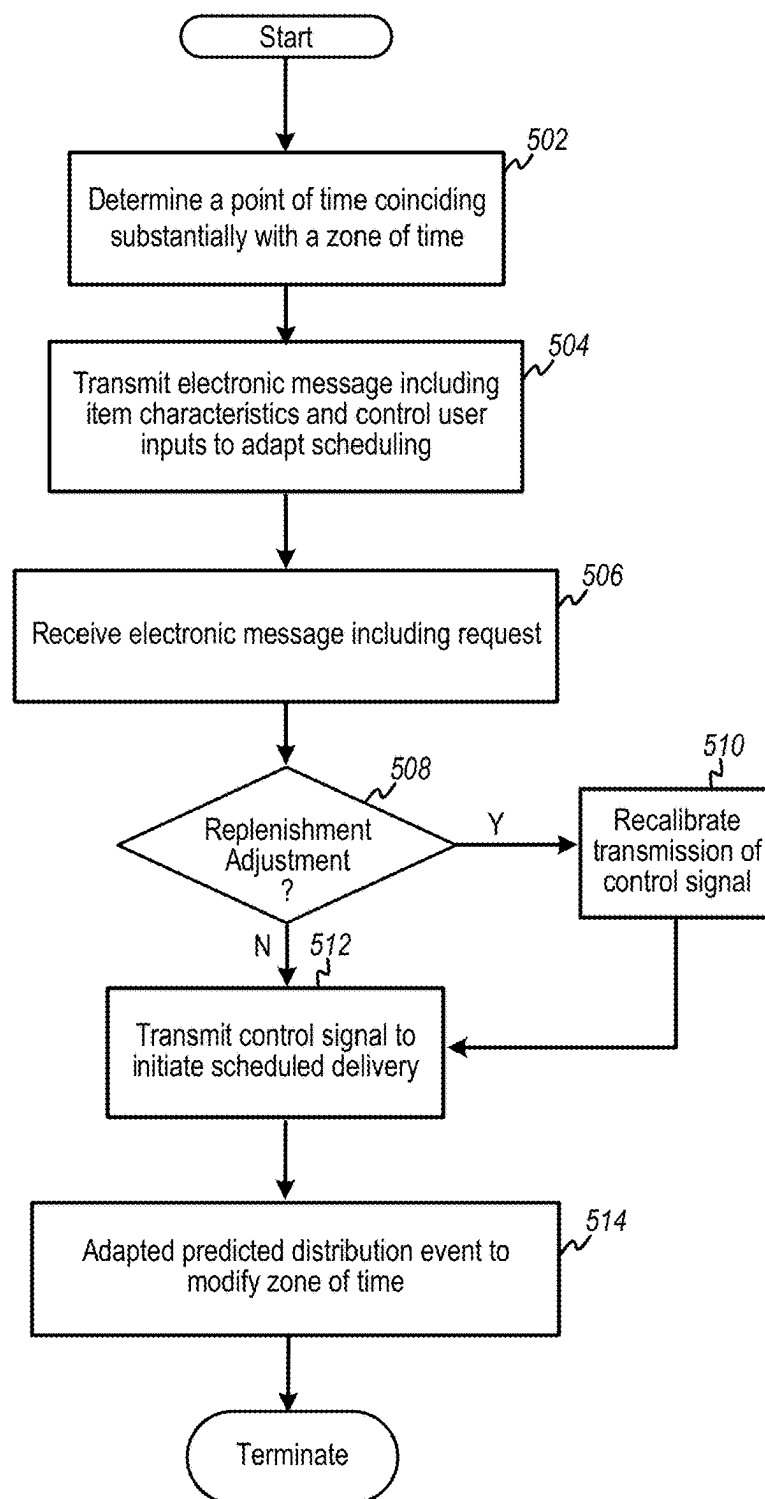 Start
502
Determine a point of time coinciding
substantially with a zone of time
504
Transmit electronic message including
item characteristics and control user
inputs to adapt scheduling
506
Receive electronic message including request
508
Replenishment
Adjustment
?
Y
510
Recalibrate
transmission of
control signal
N
512
Transmit control signal to
initiate scheduled delivery
514
Adapted predicted distribution event to
modify zone of time
Terminate